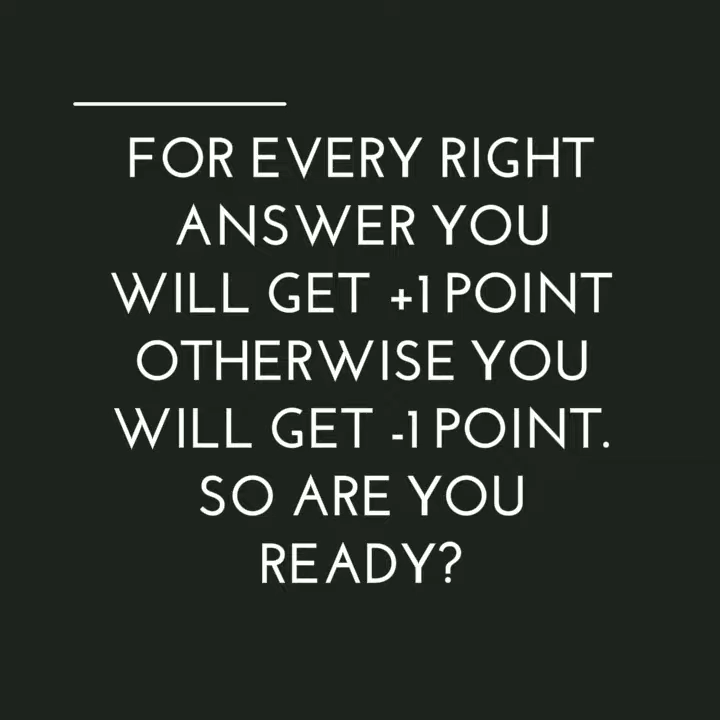 FOR EVERY RIGHT
ANSWER YOU
WILL GET +1 POINT
OTHERWISE YOU
WILL GET -1 POINT.
SO ARE YOU
READY?